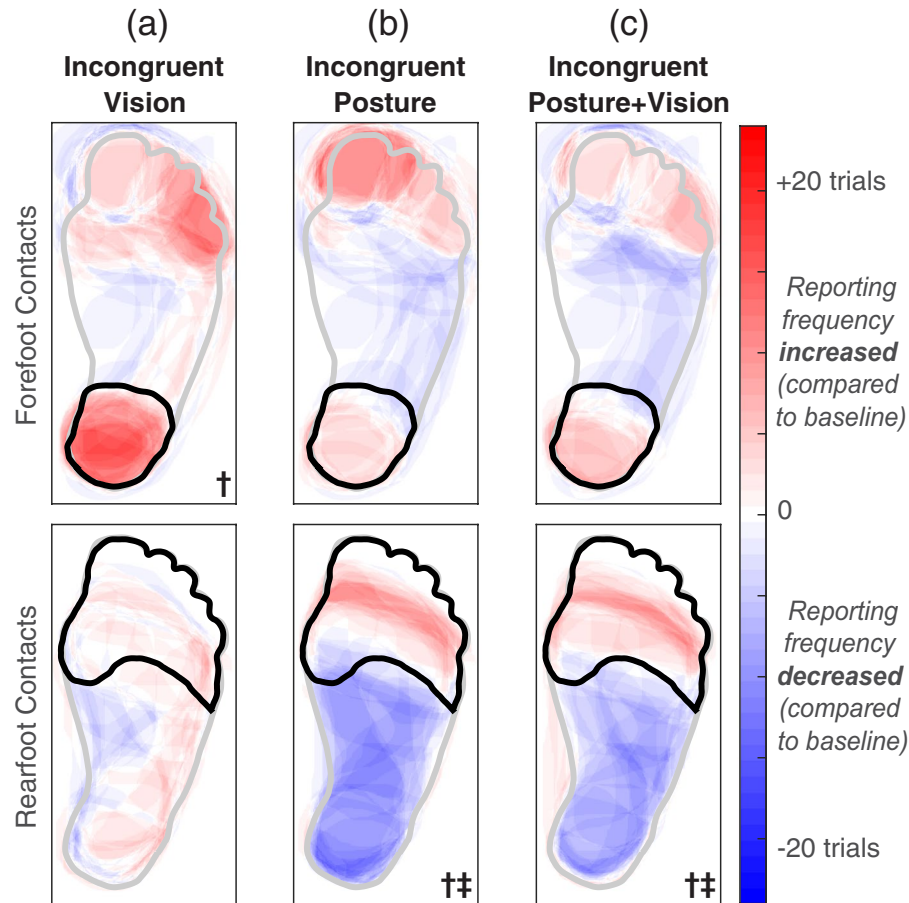 (a)
(b)
(c)
Incongruent
Vision
Incongruent
Posture
Incongruent
Posture+Vision
Forefoot Contacts
†
+20 trials
Reporting
frequency
increased
(compared
to baseline)
0
Rearfoot Contacts
†‡
†‡
Reporting
frequency
decreased
(compared
to baseline)
-20 trials